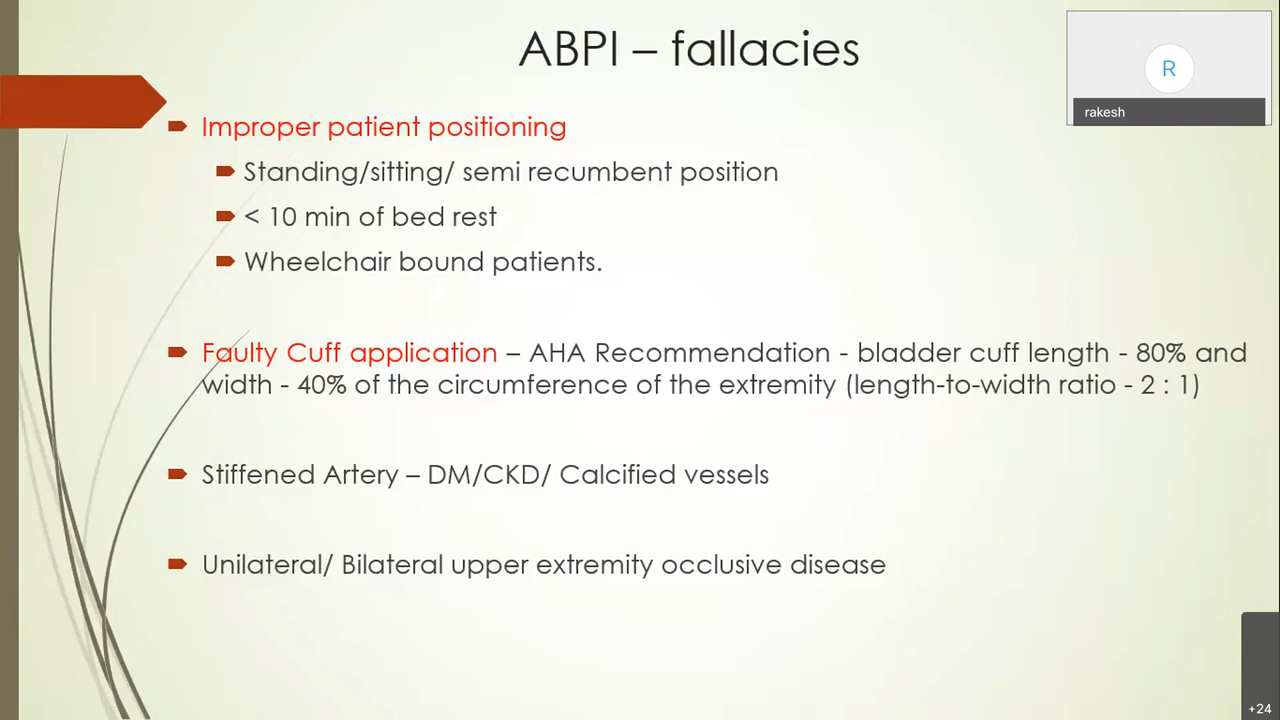 ABPI – fallacies
R
rakesh
Improper patient positioning
Standing/sitting/ semi recumbent position
< 10 min of bed rest
Wheelchair bound patients.
Faulty Cuff application – AHA Recommendation - bladder cuff length - 80% and
width - 40% of the circumference of the extremity (length-to-width ratio - 2 : 1)
Stiffened Artery – DM/CKD/ Calcified vessels
Unilateral/ Bilateral upper extremity occlusive disease
+24